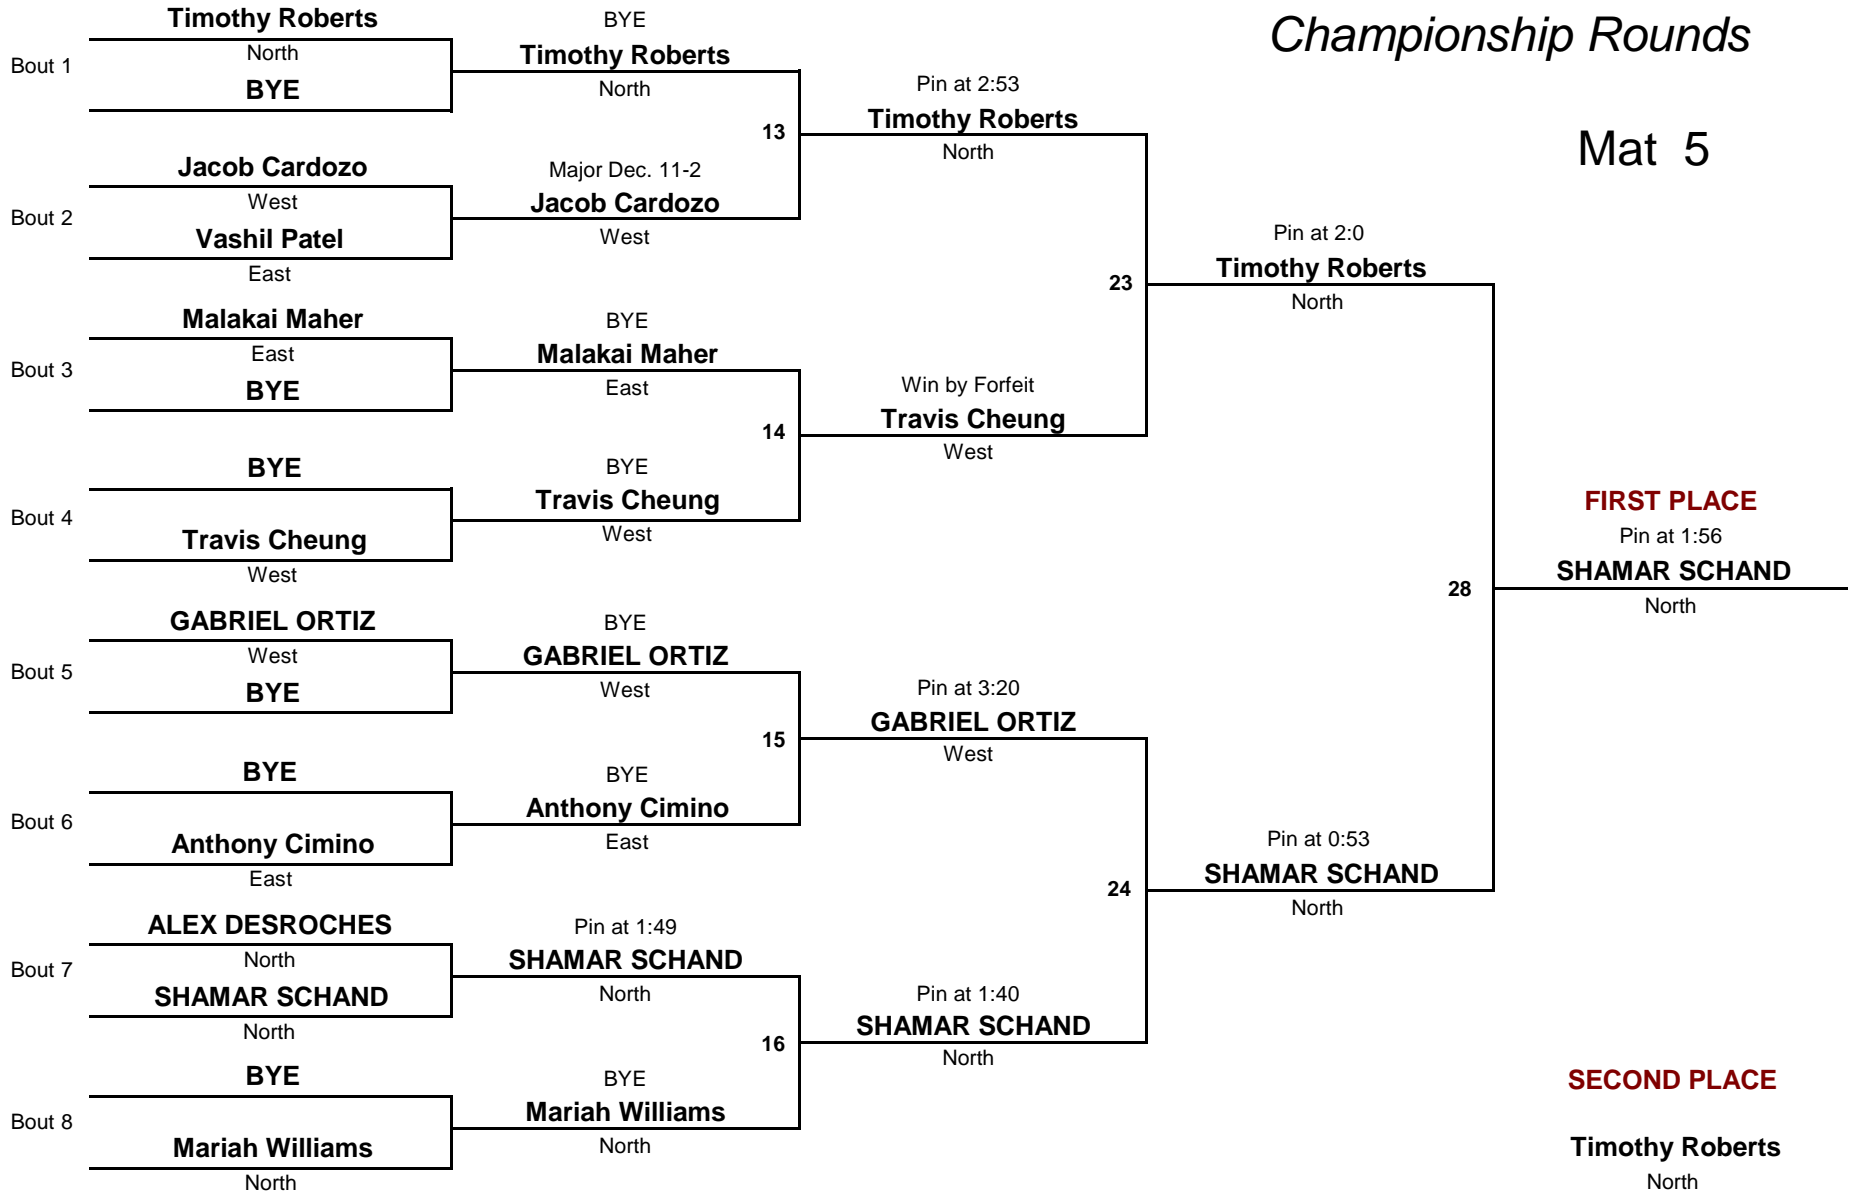 Championship Rounds
Mat 5
Bout 1
Timothy Roberts
North
BYE
Bout 2
Jacob Cardozo
West
Vashil Patel
East
Bout 3
Malakai Maher
East
BYE
Bout 4
BYE
Travis Cheung
West
Bout 5
GABRIEL ORTIZ
West
BYE
Bout 6
BYE
Anthony Cimino
East
Bout 7
ALEX DESROCHES
North
SHAMAR SCHAND
North
Bout 8
BYE
Mariah Williams
North
BYE
Timothy Roberts
North
13
Major Dec. 11-2
Jacob Cardozo
West
BYE
Malakai Maher
East
14
BYE
Travis Cheung
West
BYE
GABRIEL ORTIZ
West
15
BYE
Anthony Cimino
East
Pin at 1:49
SHAMAR SCHAND
North
16
BYE
Mariah Williams
North
Pin at 2:53
Timothy Roberts
North
23
Win by Forfeit
Travis Cheung
West
Pin at 3:20
GABRIEL ORTIZ
West
24
Pin at 1:40
SHAMAR SCHAND
North
Pin at 2:0
Timothy Roberts
North
28
Pin at 0:53
SHAMAR SCHAND
North
FIRST PLACE
Pin at 1:56
SHAMAR SCHAND
North
SECOND PLACE
Timothy Roberts
North